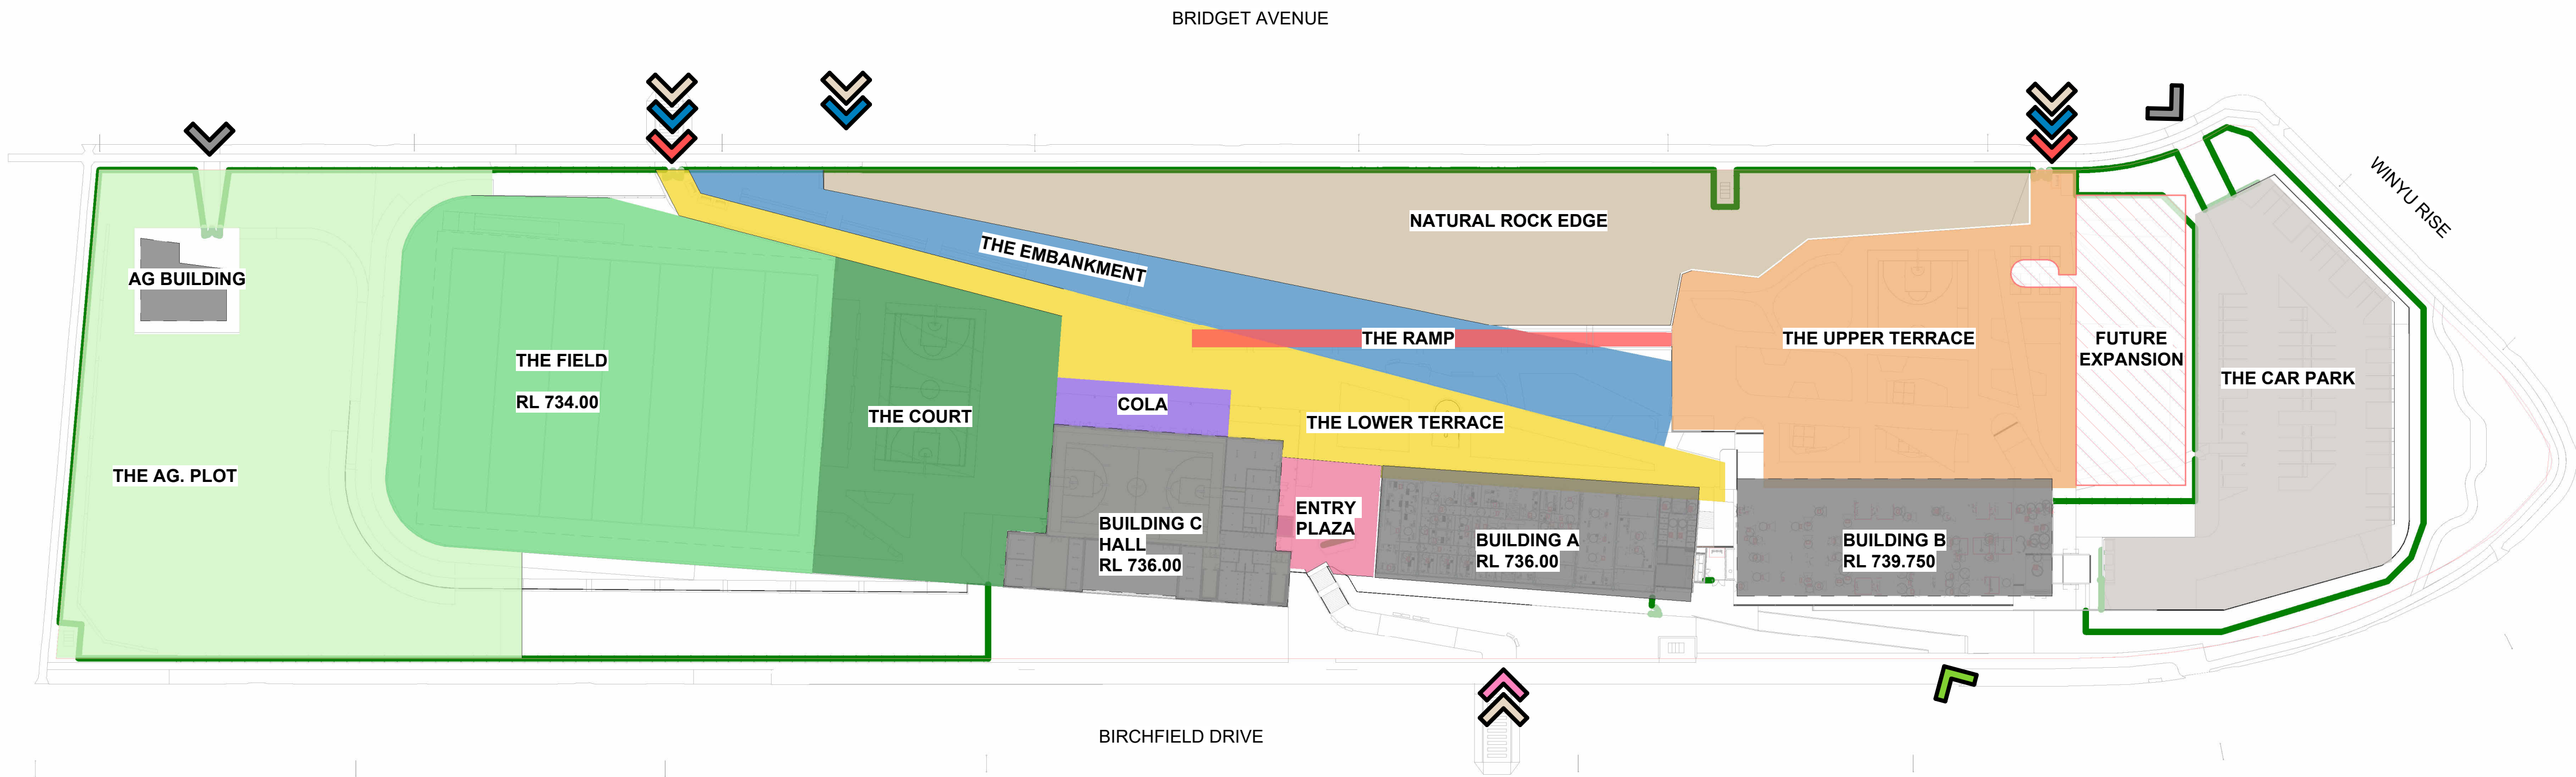 BRIDGET AVENUE
WINYU RISE
NATURAL ROCK EDGE
THE EMBANKMENT
AG BUILDING
THE FIELD
RL 734.00
THE RAMP
THE UPPER TERRACE
FUTURE
EXPANSION
THE CAR PARK
COLA
THE COURT
THE LOWER TERRACE
THE AG. PLOT
ENTRY
PLAZA
BUILDING C
HALL
RL 736.00
BUILDING A
RL 736.00
BUILDING B
RL 739.750
BIRCHFIELD DRIVE